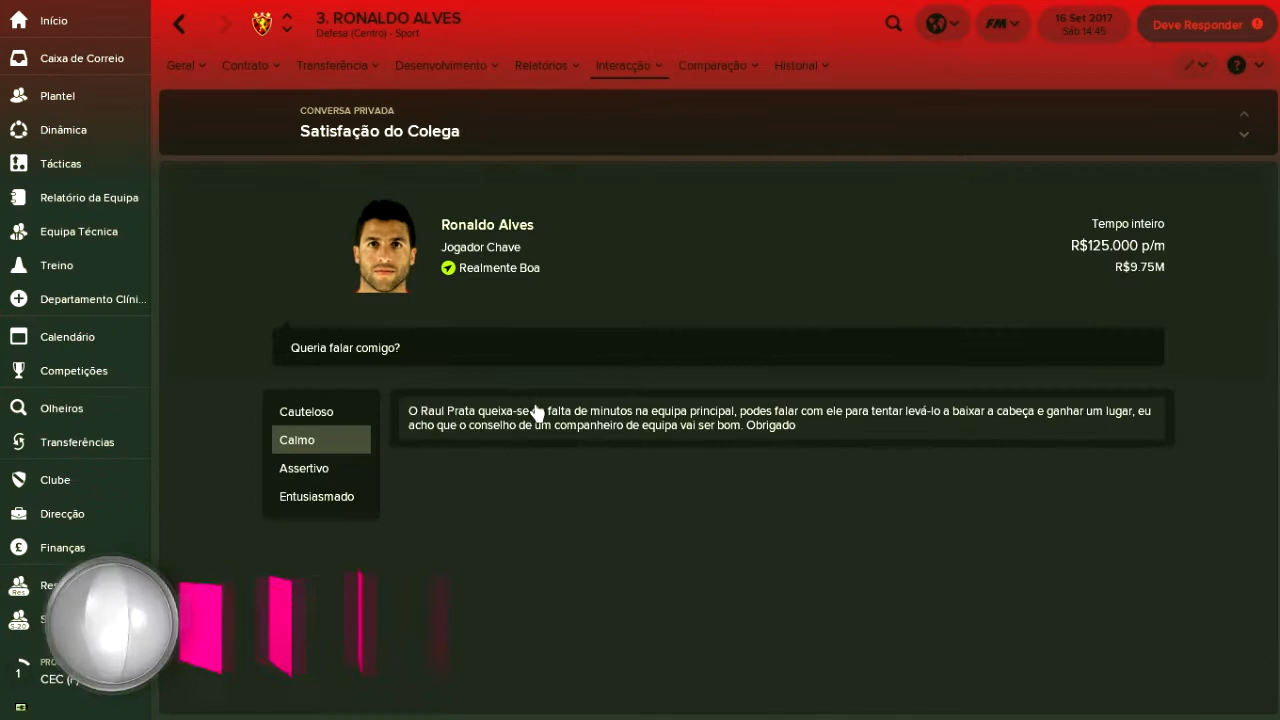 Início
Caixa de Correio
Plantel
Dinâmica
Tácticas
Relatório da Equipa
Equipa Técnica
Treino
Departamento Clíni...
Calendário
Competições
Olheiros
Transferências
Clube
Direcção
Finanças
Res
S-20
1
CEC
3. RONALDO ALVES
Defesa (Centro) - Sport
FM
16 Set 2017
Sáb 14:45
Deve Responder
Geral
Contrato
Transferência
Desenvolvimento
Relatórios
Interacção
Comparação
Historial
?
CONVERSA PRIVADA
Satisfação do Colega
Ronaldo Alves
Jogador Chave
Realmente Boa
Tempo inteiro
R$125.000 p/m
R$9.75M
Queria falar comigo?
Cauteloso
Calmo
Assertivo
Entusiasmado
O Raul Prata queixa-se falta de minutos na equipa principal, podes falar com ele para tentar levá-lo a baixar a cabeça e ganhar um lugar, eu
acho que o conselho de um companheiro de equipa vai ser bom. Obrigado